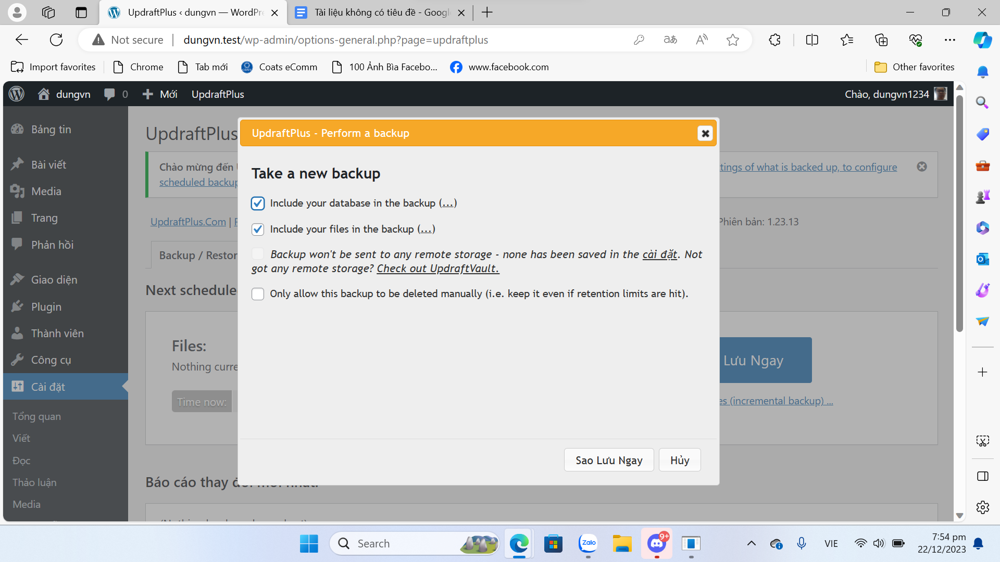 UpdraftPlus ‹ dungvn — WordPre
Tài liệu không có tiêu đề - Googl
Not secure
dungvn.test/wp-admin/options-general.php?page=updraftplus
Import favorites
Chrome
Tab mới
Coats eComm
100 Ảnh Bìa Facebo...
www.facebook.com
Other favorites
dungvn
0
Mới
UpdraftPlus
Chào, dungvn1234
Bảng tin
Bài viết
Media
Trang
Phản hồi
Giao diện
Plugin
Thành viên
Công cụ
Cài đặt
Tổng quan
Viết
Đọc
Thảo luận
Media
UpdraftPlus
Chào mừng đến
tings of what is backed up, to configure
scheduled backup
UpdraftPlus.Com |
Phiên bản: 1.23.13
Backup / Restor
Next schedule
Files:
Nothing curre
Time now:
Lưu Ngay
es (incremental backup) ...
Báo cáo thay đổi mới nhất:
UpdraftPlus - Perform a backup
Take a new backup
Include your database in the backup (...)
Include your files in the backup (...)
Backup won't be sent to any remote storage - none has been saved in the cài đặt. Not
got any remote storage? Check out UpdraftVault.
Only allow this backup to be deleted manually (i.e. keep it even if retention limits are hit).
Sao Lưu Ngay
Hủy
Search
Zalo
9+
VIE
7:54 pm
22/12/2023